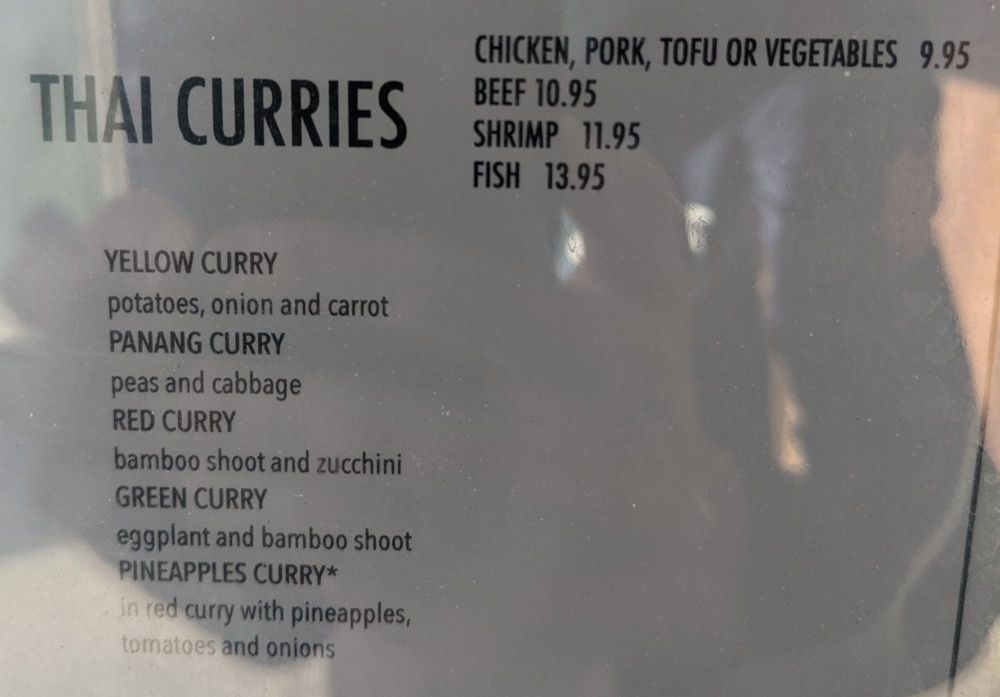 THAI CURRIES
CHICKEN, PORK, TOFU OR VEGETABLES 9.95
BEEF 10.95
SHRIMP 11.95
FISH 13.95
YELLOW CURRY
potatoes, onion and carrot
PANANG CURRY
peas and cabbage
RED CURRY
bamboo shoot and zucchini
GREEN CURRY
eggplant and bamboo shoot
PINEAPPLES CURRY*
in red curry with pineapples,
tomatoes and onions